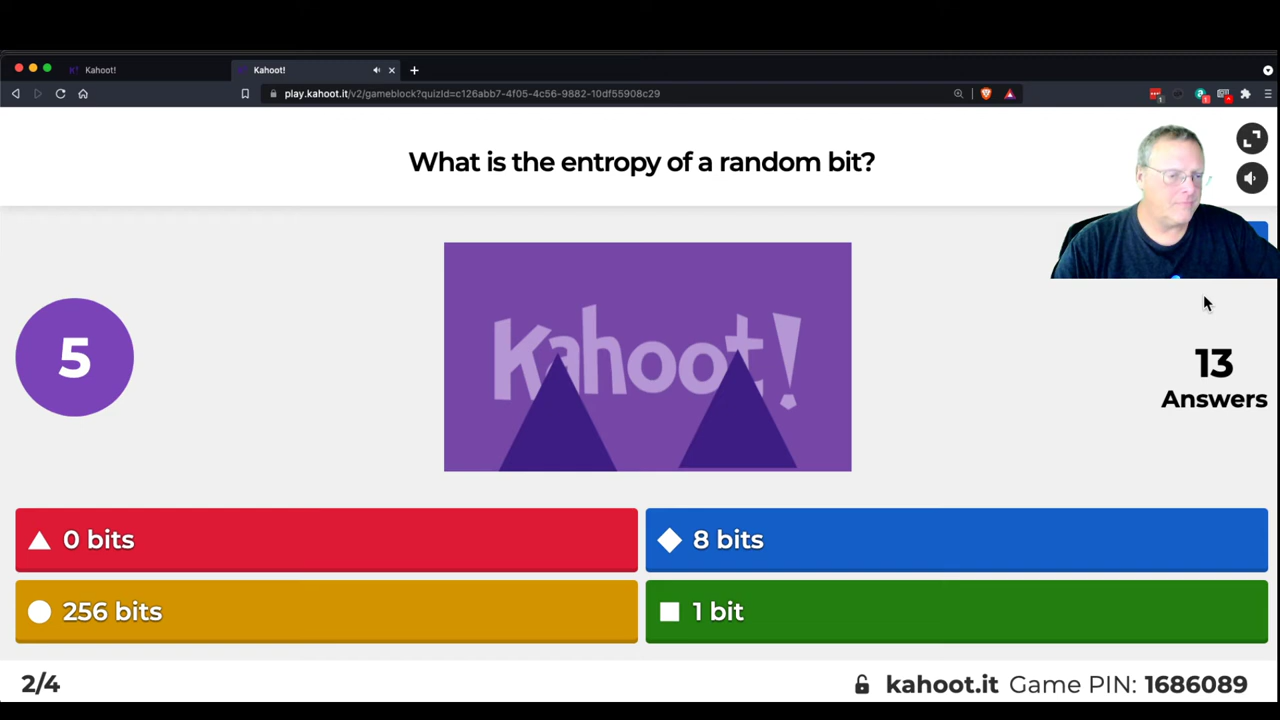 Kahoot!
Kahoot!
play.kahoot.it/v2/gameblock?quizId=c126abb7-4f05-4c56-9882-10df55908c29
What is the entropy of a random bit?
5
Kahoot!
13
Answers
0 bits
8 bits
256 bits
1 bit
2/4
kahoot.it Game PIN: 1686089